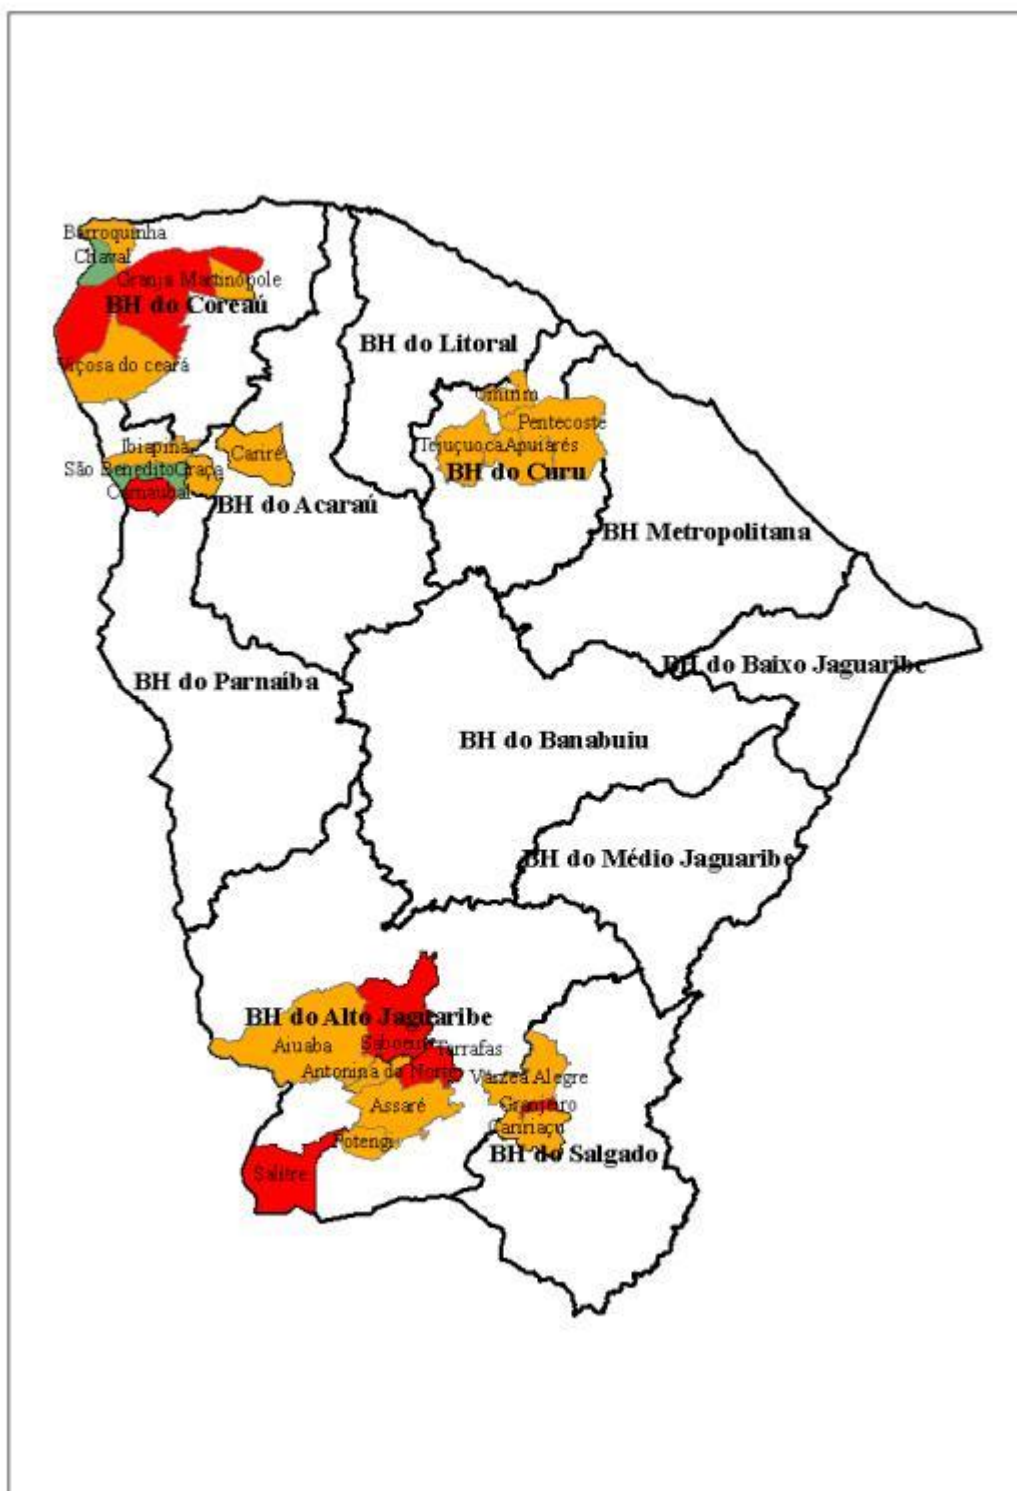 Barroquinha
Chaval
Granja Martinópole
BH do Coreaú
BH do Litoral
Viçosa do ceará
Umirim
Pentecoste
Ibiapina
Cariré
Tejuçuoca Apuiarés
São Benedito Graça
BH do Curu
Carnaubal
BH do Acaraú
BH Metropolitana
BH do Baixo Jaguaribe
BH do Parnaíba
BH do Banabuiu
BH do Médio Jaguaribe
BH do Alto Jaguaribe
Aiuaba
Saboeiro
Tarrafas
Antonina do Norte
Várzea Alegre
Assaré
Granjeiro
Caririaçu
Potengi
BH do Salgado
Salitre